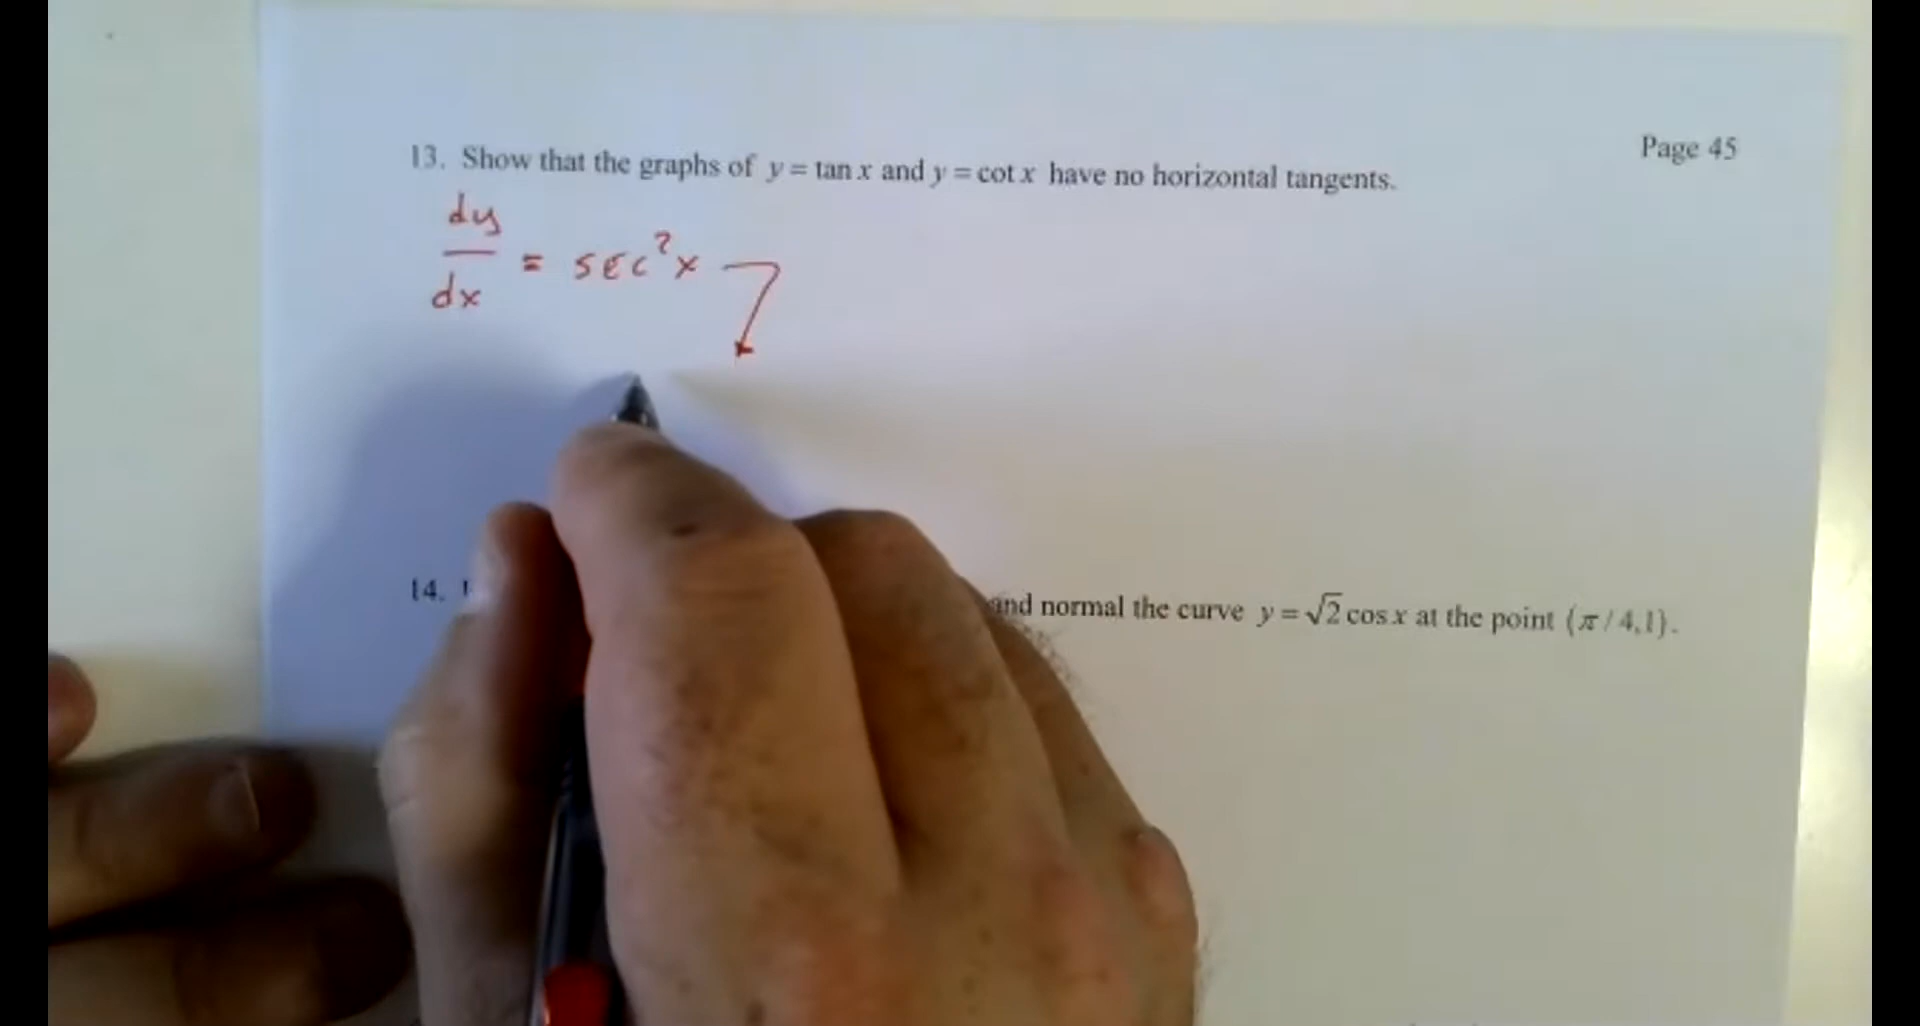 Page 45
13. Show that the graphs of y = tan x and y = cot x have no horizontal tangents.
dy
dx
= sec²x
14.
and normal the curve y = √2 cos x at the point (π / 4,1).